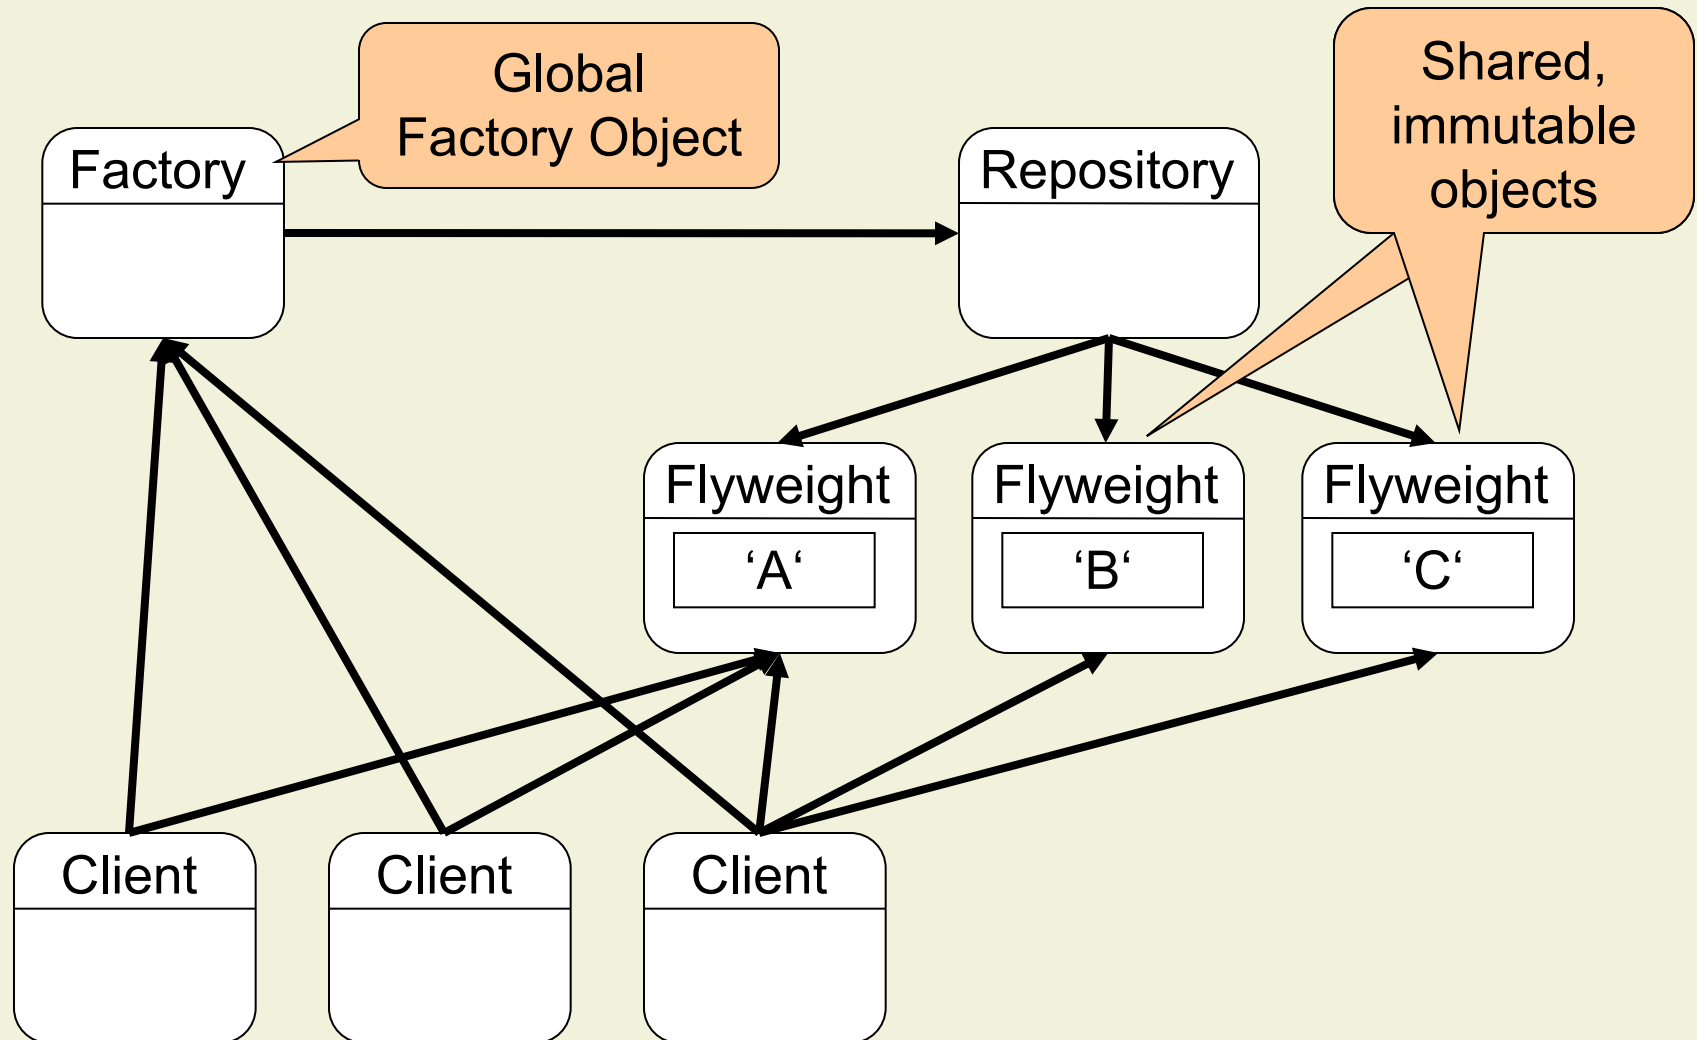 Global
Factory Object
Shared,
immutable
objects
Factory
Repository
Flyweight
‘A‘
Flyweight
‘B‘
Flyweight
‘C‘
Client
Client
Client